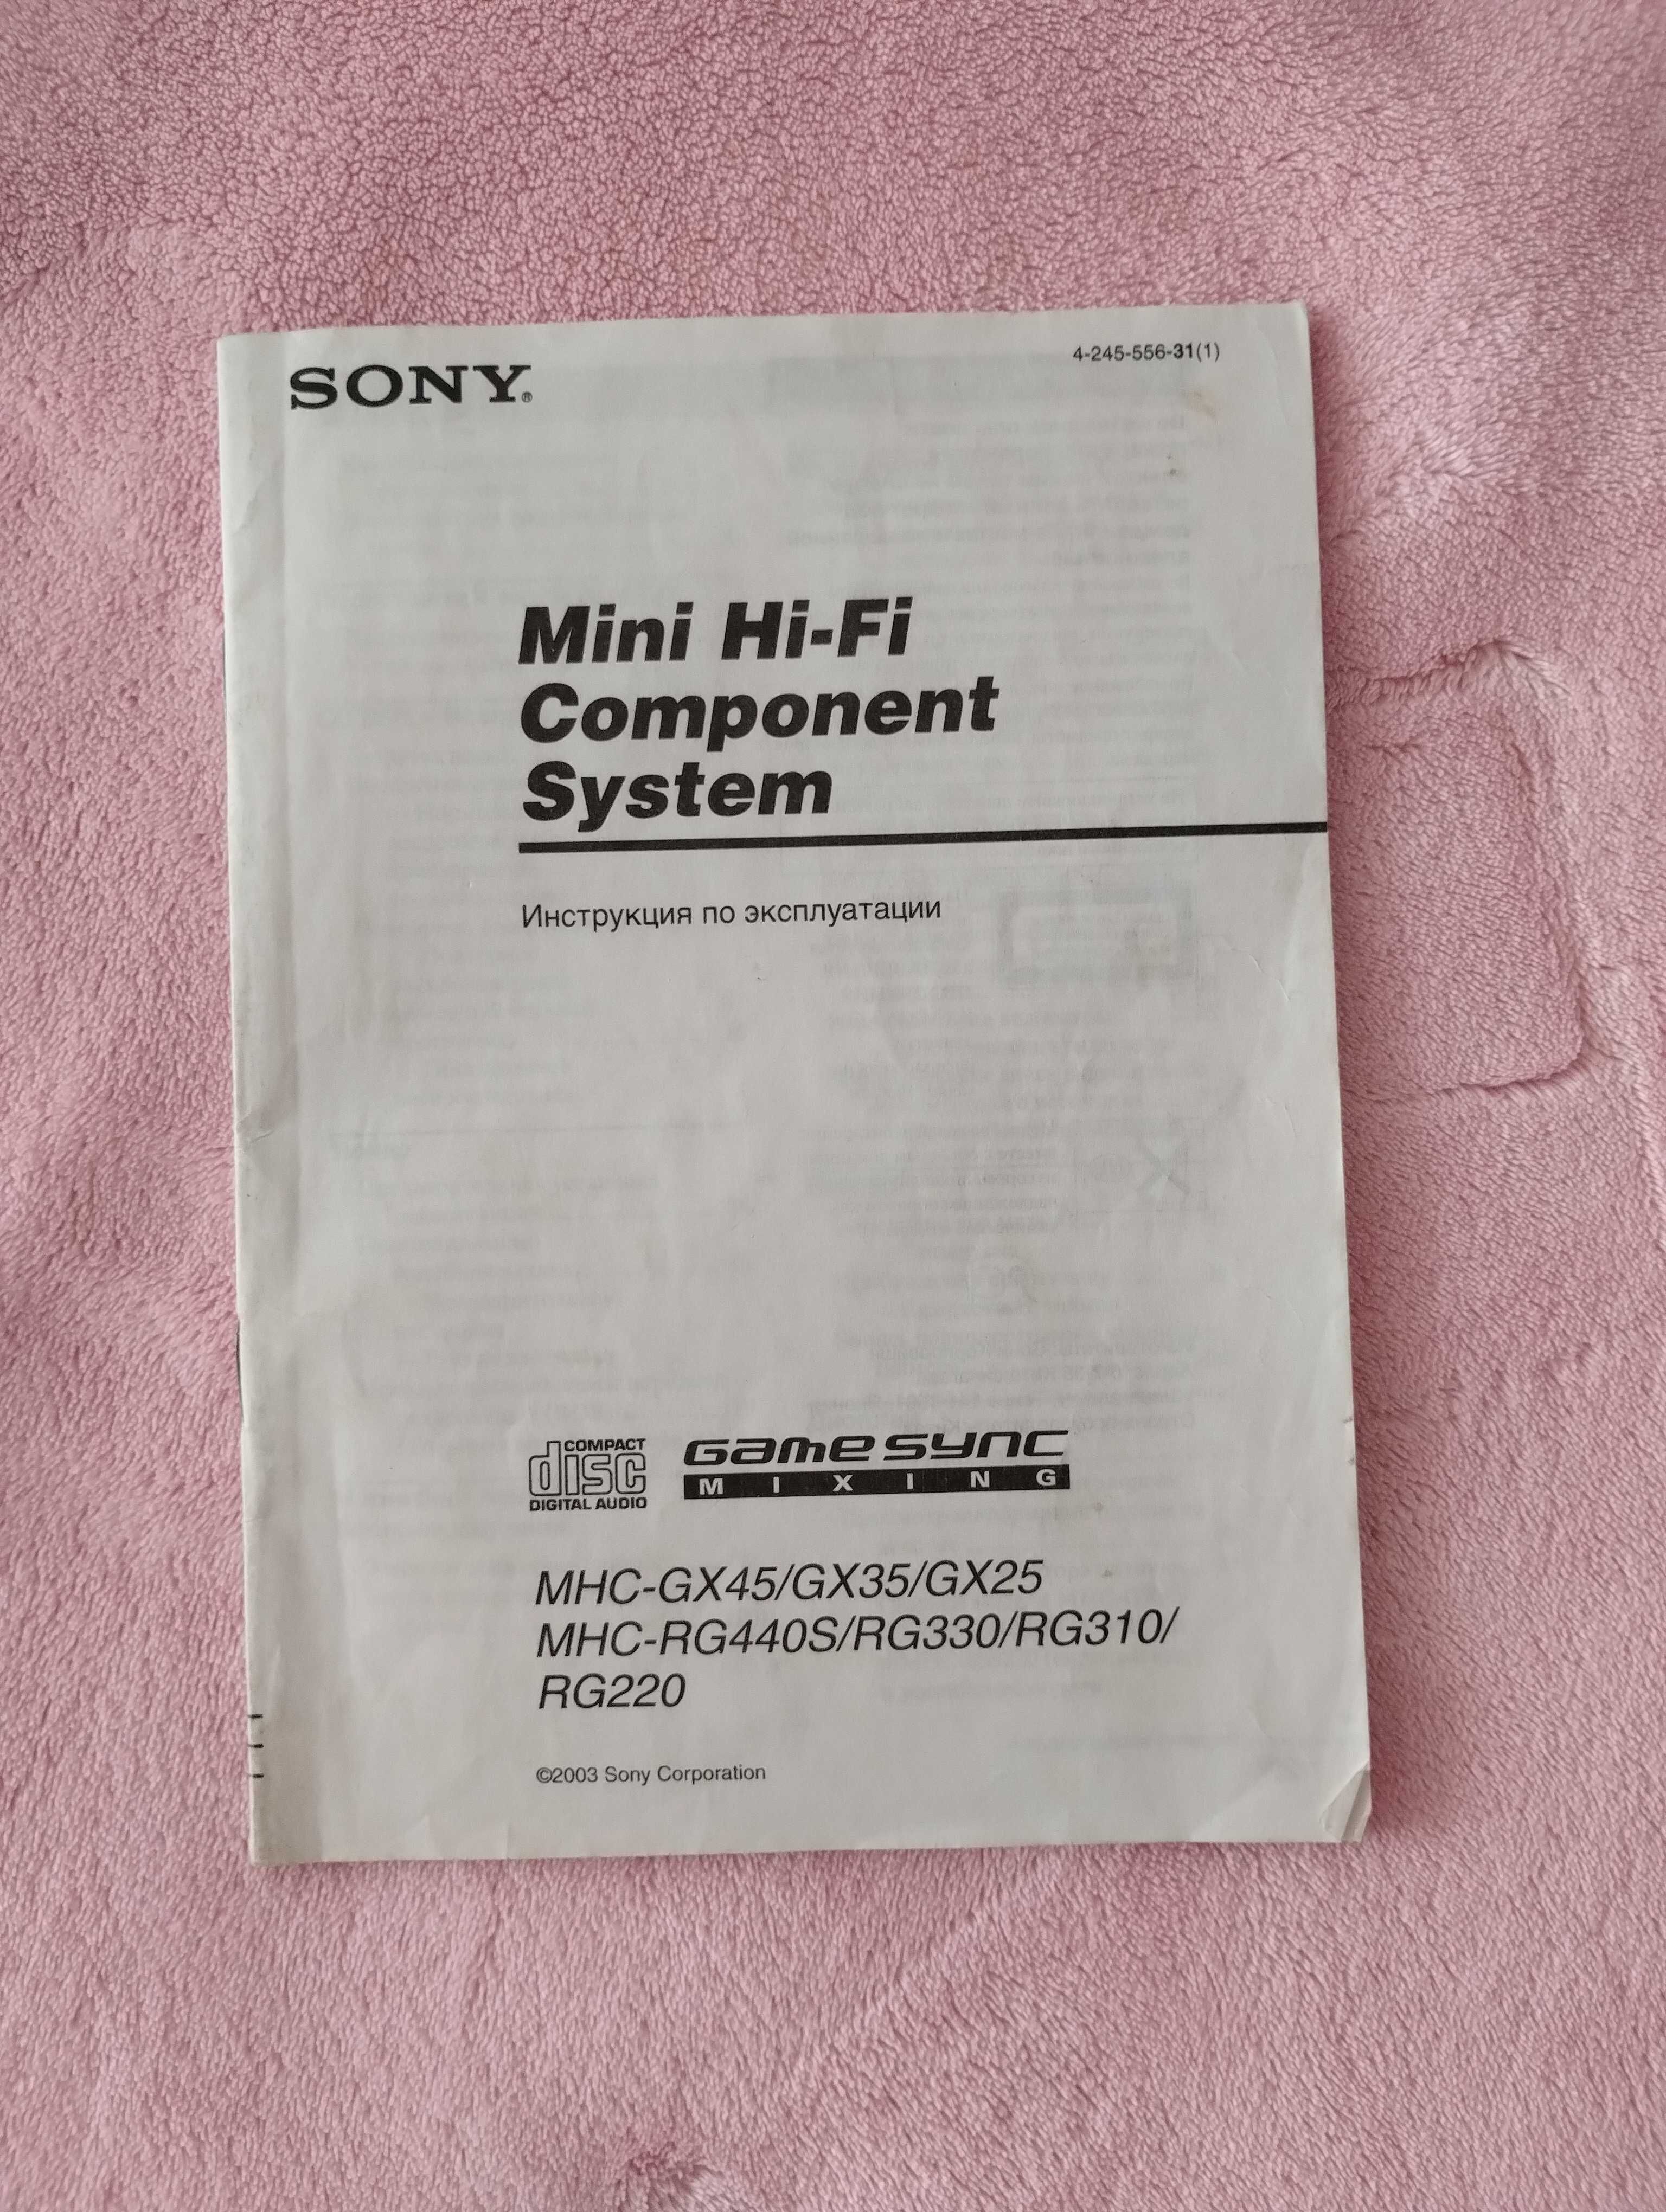 SONY®
4-245-556-31(1)
Mini Hi-Fi
Component
System
Инструкция по эксплуатации
COMPACT
disc
DIGITAL AUDIO
GAME SYNC
MIXING
MHC-GX45/GX35/GX25
MHC-RG440S/RG330/RG310/
RG220
©2003 Sony Corporation